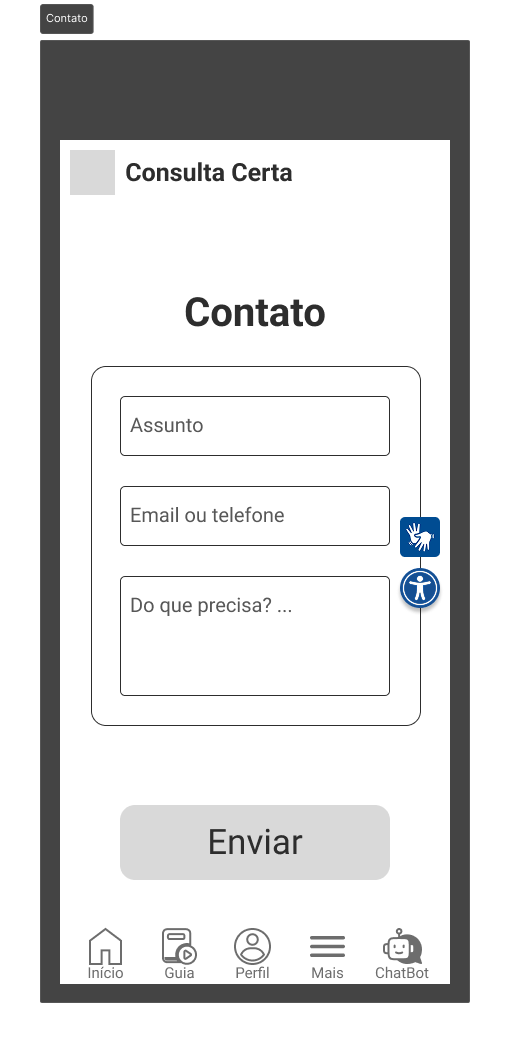 Contato
Consulta Certa
Contato
Assunto
Email ou telefone
Do que precisa? ...
Enviar
Início
Guia
Perfil
Mais
ChatBot